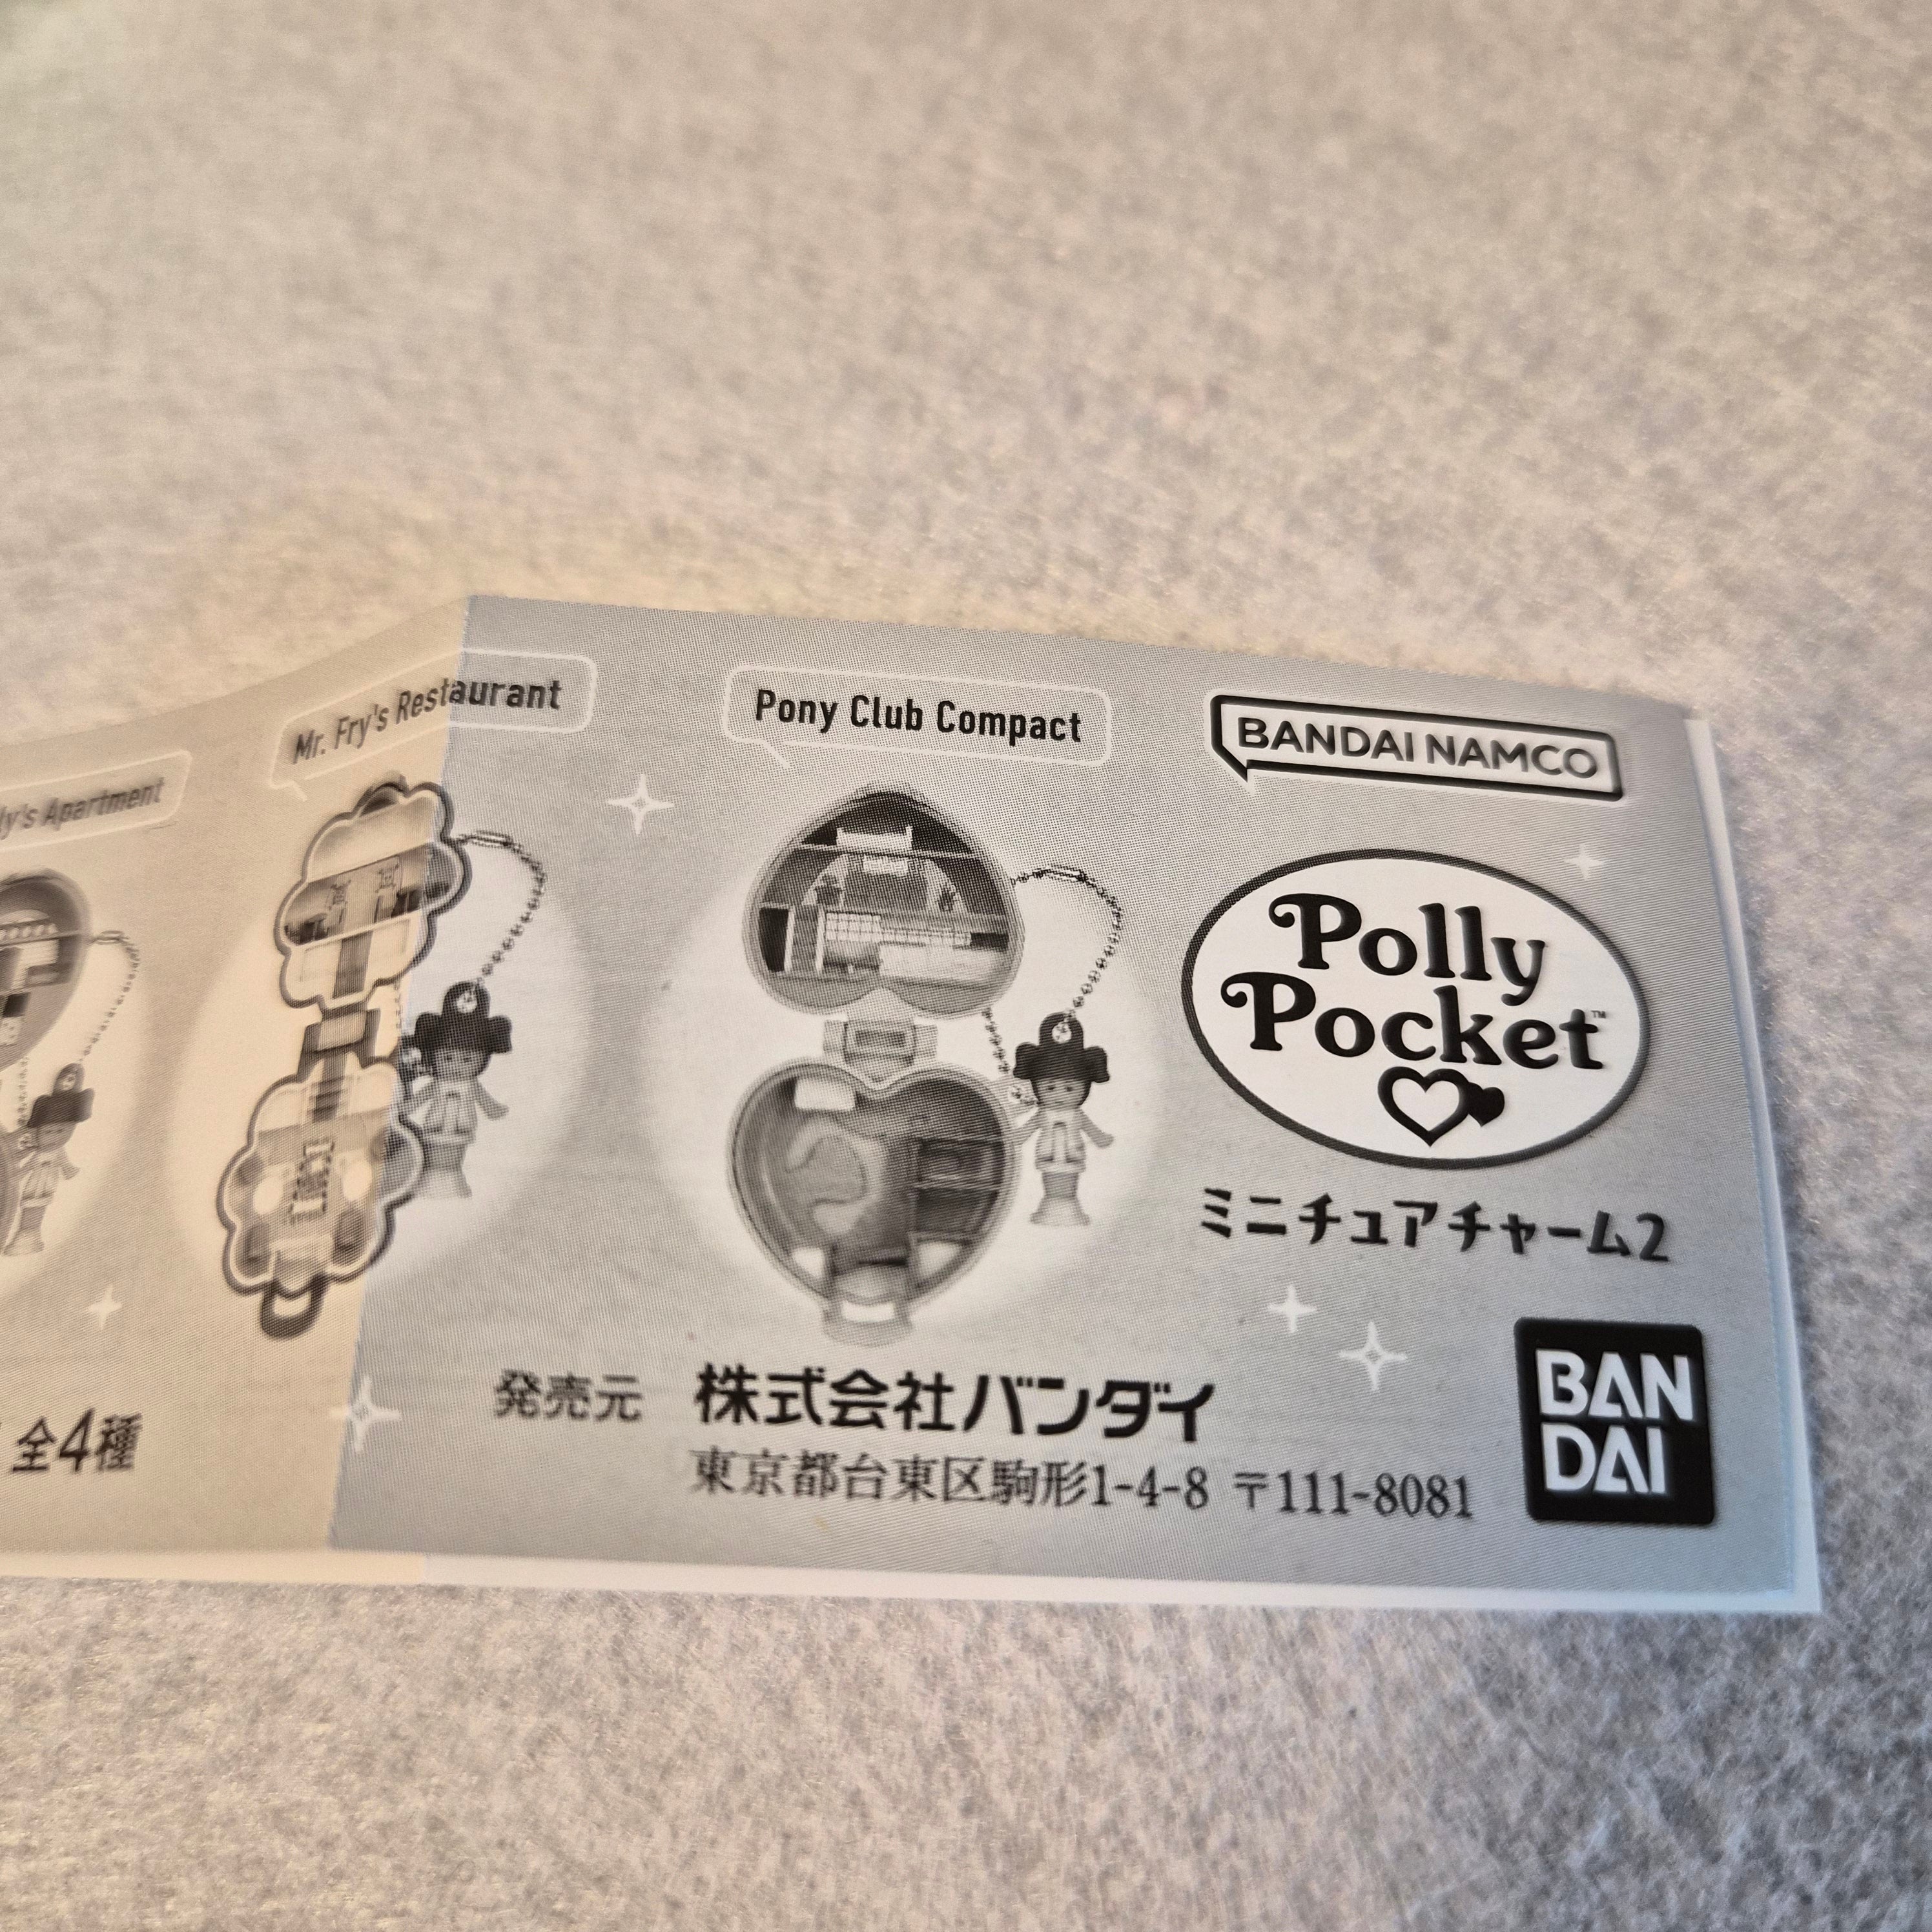 ly's Apartment
Mr. Fry's Restaurant
Pony Club Compact
BANDAI NAMCO
Polly
Pocket™
ミニチュアチャーム2
全4種
発売元 株式会社バンダイ
東京都台東区駒形1-4-8 〒111-8081
BAN
DAI